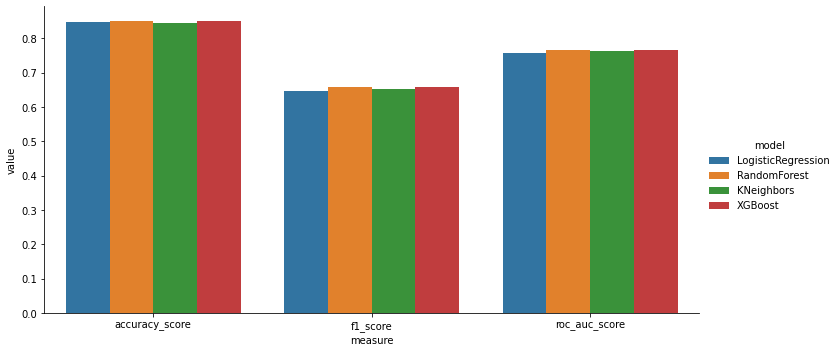 0.8
0.7
0.6
0.5
0.4
0.3
0.2
0.1
0.0
value
accuracy_score
f1_score
roc_auc_score
measure
model
LogisticRegression
RandomForest
KNeighbors
XGBoost